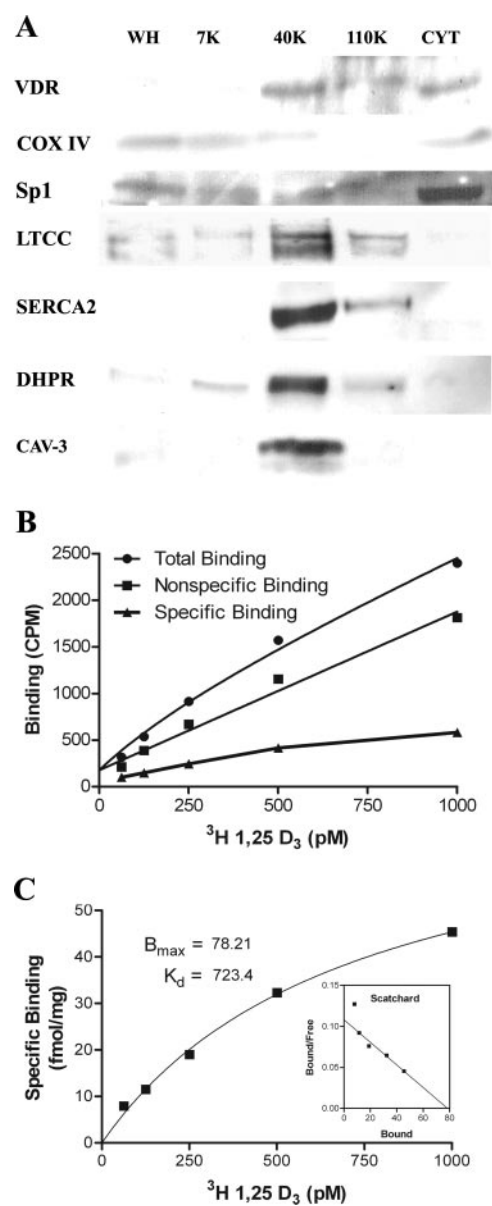 A
WH 7K 40K 110K CYT
VDR
COX IV
Sp1
LTCC
SERCA2
DHPR
CAV-3
B
2500
2000
1500
1000
500
0
Binding (CPM)
Total Binding
Nonspecific Binding
Specific Binding
0 250 500 750 1000
³H 1,25 D₃ (pM)
C
50
40
30
20
10
0
Specific Binding
(fmol/mg)
Bmax = 78.21
Kd = 723.4
Scatchard
0.15
0.10
0.05
0.00
Bound/Free
0 20 40 60 80
Bound
0 250 500 750 1000
³H 1,25 D₃ (pM)